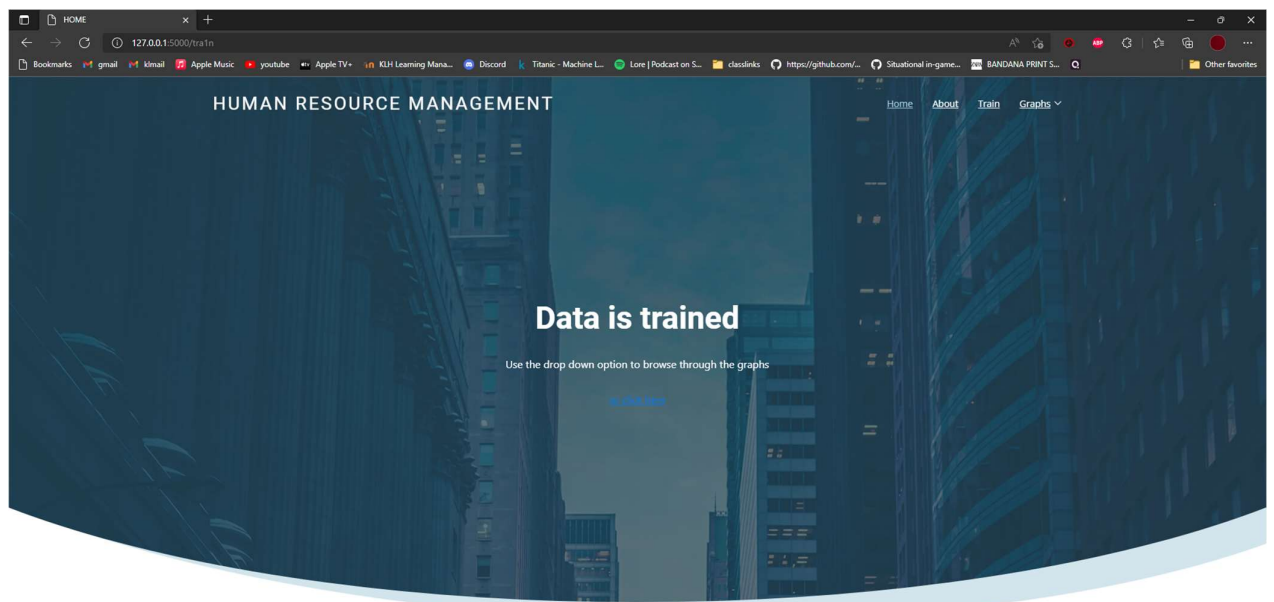 HOME
127.0.0.1:5000/tra1n
Bookmarks gmail klmail Apple Music youtube Apple TV+ KLH Learning Mana... Discord Titanic - Machine L... Lore | Podcast on S... classlinks https://github.com/... Situational in-game... BANDANA PRINT S... Other favorites
HUMAN RESOURCE MANAGEMENT
Home About Train Graphs
Data is trained
Use the drop down option to browse through the graphs